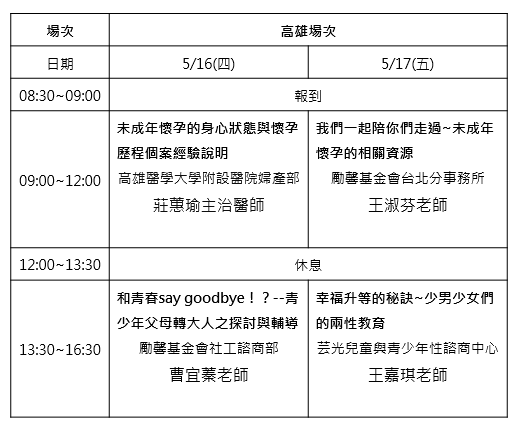 場次
高雄場次
日期
5/16(四)
5/17(五)
08:30~09:00
報到
09:00~12:00
未成年懷孕的身心狀態與懷孕
歷程個案經驗說明
高雄醫學大學附設醫院婦產部
莊蕙瑜主治醫師
我們一起陪你們走過~未成年
懷孕的相關資源
勵馨基金會台北分事務所
王淑芬老師
12:00~13:30
休息
13:30~16:30
和青春say goodbye！？--青
少年父母轉大人之探討與輔導
勵馨基金會社工諮商部
曹宜蓁老師
幸福升等的秘訣~少男少女們
的兩性教育
芸光兒童與青少年性諮商中心
王嘉琪老師